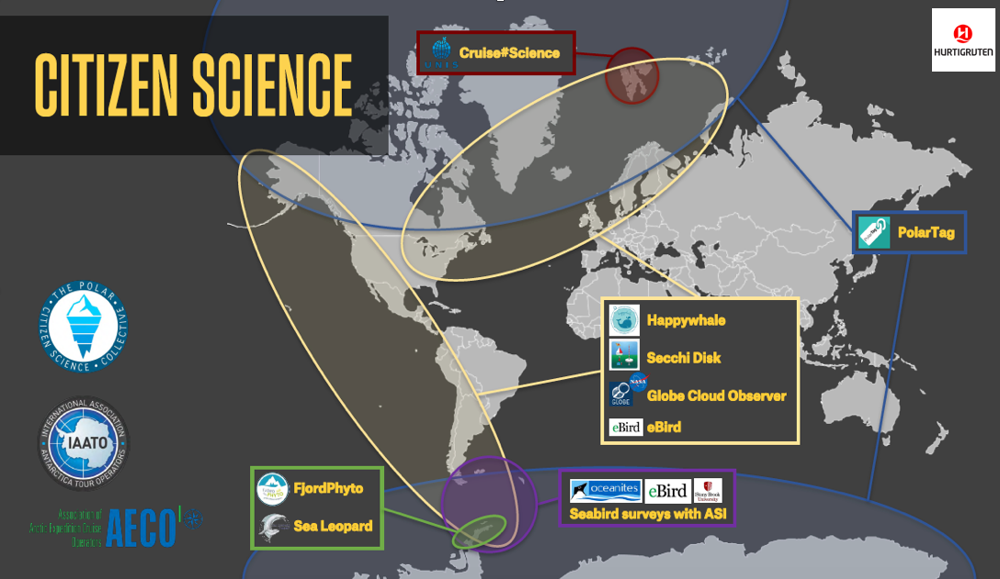 CITIZEN SCIENCE
UNIS
Cruise#Science
HURTIGRUTEN
PolarTag
THE POLAR
CITIZEN SCIENCE • COLLECTIVE
Happywhale
Secchi Disk
NASA
GLOBE
Globe Cloud Observer
eBird
eBird
INTERNATIONAL ASSOCIATION
IAATO
ANTARCTICA TOUR OPERATORS
FjordPhyto
Sea Leopard
oceanites
eBird
Stony Brook
University
Seabird surveys with ASI
Association of
Arctic Expedition Cruise
Operators
AECO